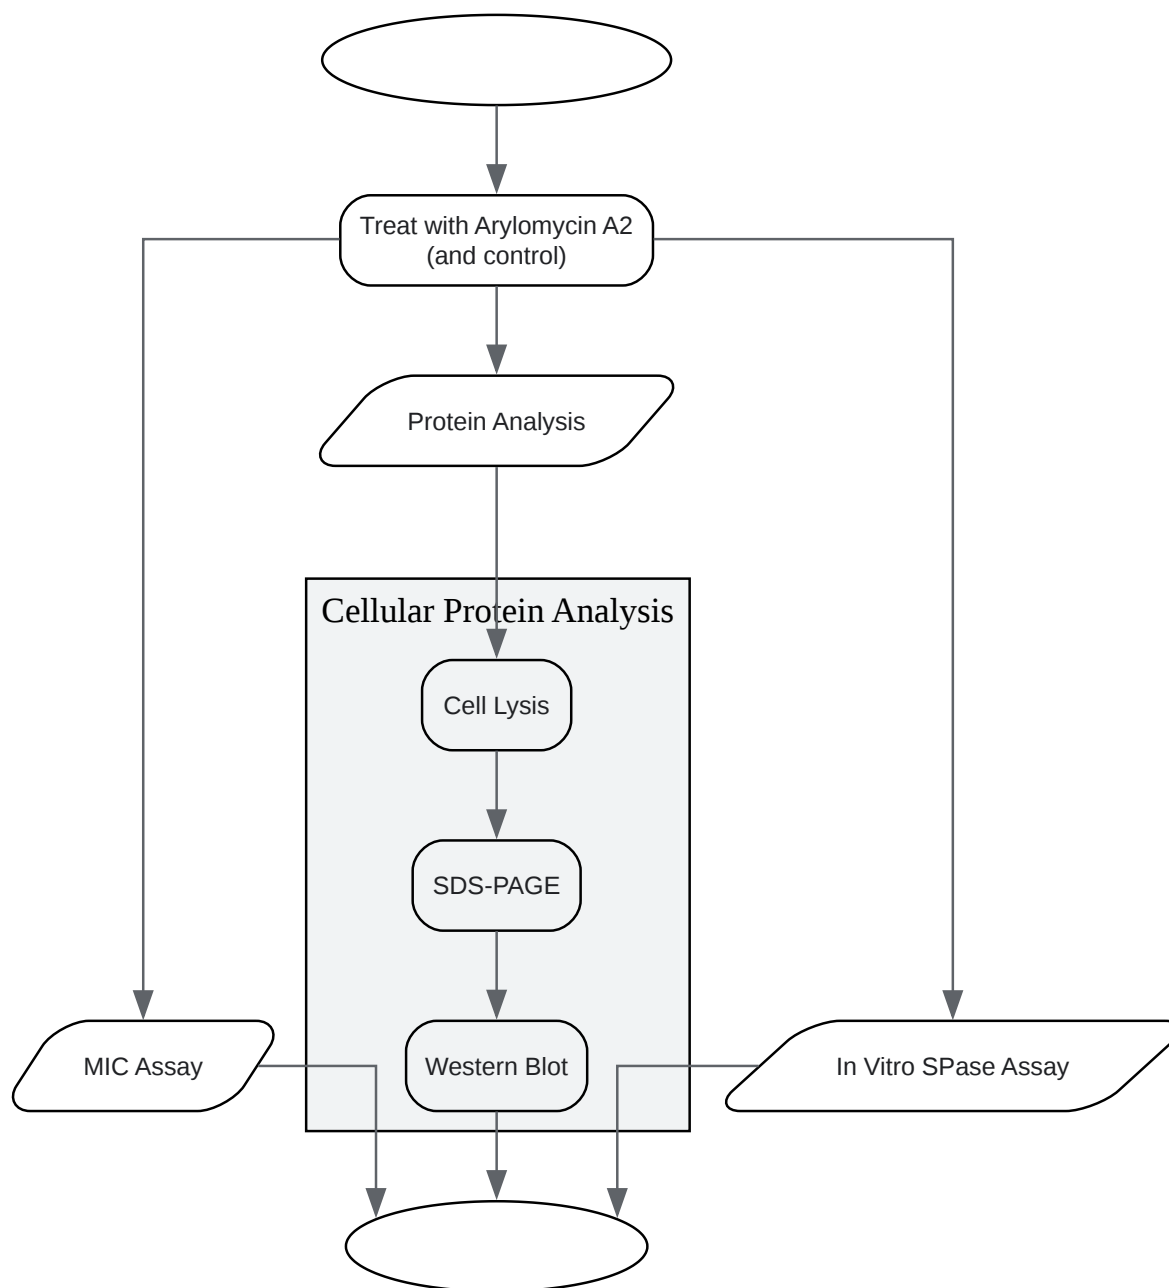 Treat with Arylomycin A2
(and control)
Protein Analysis
Cellular Protein Analysis
Cell Lysis
SDS-PAGE
MIC Assay
Western Blot
In Vitro SPase Assay